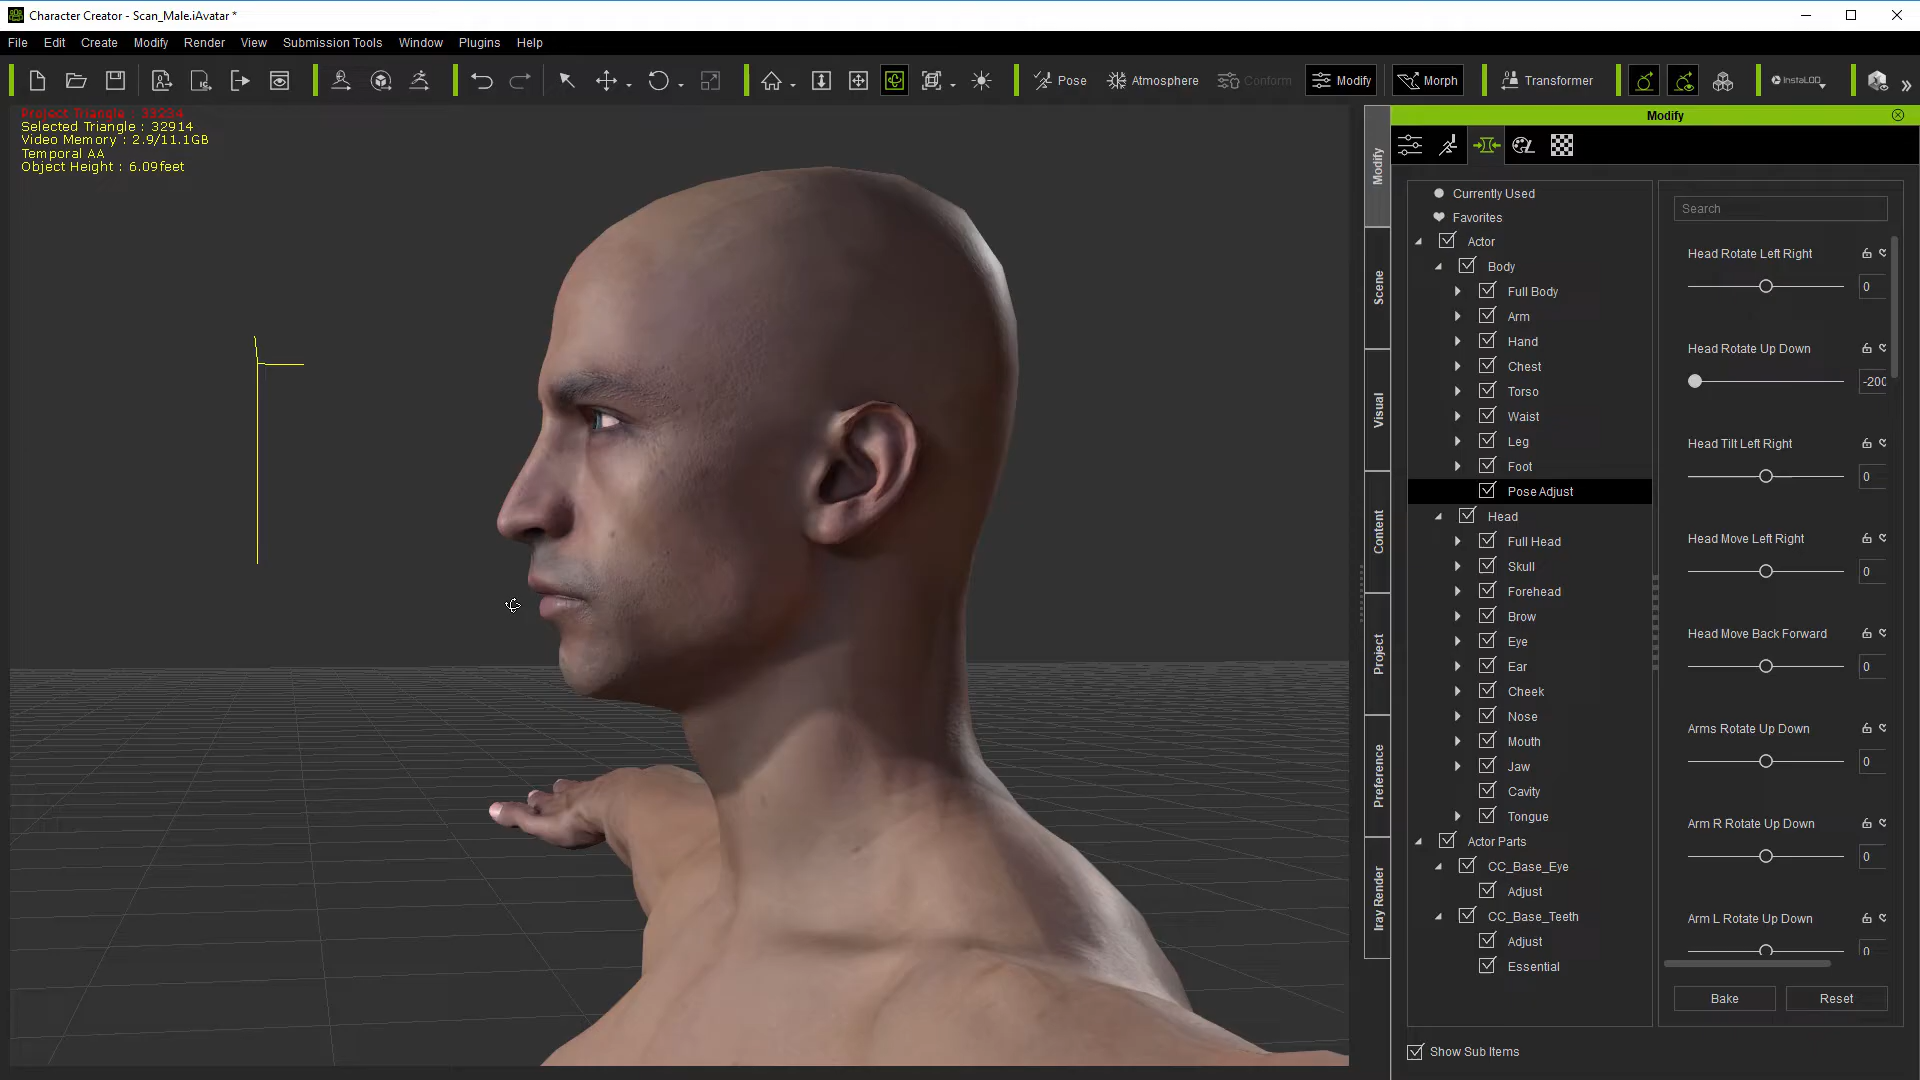 Character Creator - Scan_Male.iAvatar *
File Edit Create Modify Render View Submission Tools Window Plugins Help
Pose Atmosphere Conform Modify Morph Transformer InstaLOD
Project Triangle : 33234
Selected Triangle : 32914
Video Memory : 2.9/11.1GB
Temporal AA
Object Height : 6.09feet
Modify
Scene
Visual
Content
Project
Preference
Iray Render
Modify
Currently Used
Favorites
Actor
Body
Full Body
Arm
Hand
Chest
Torso
Waist
Leg
Foot
Pose Adjust
Head
Full Head
Skull
Forehead
Brow
Eye
Ear
Cheek
Nose
Mouth
Jaw
Cavity
Tongue
Actor Parts
CC_Base_Eye
Adjust
CC_Base_Teeth
Adjust
Essential
Show Sub Items
Search
Head Rotate Left Right
0
Head Rotate Up Down
-200
Head Tilt Left Right
0
Head Move Left Right
0
Head Move Back Forward
0
Arms Rotate Up Down
0
Arm R Rotate Up Down
0
Arm L Rotate Up Down
0
Bake Reset